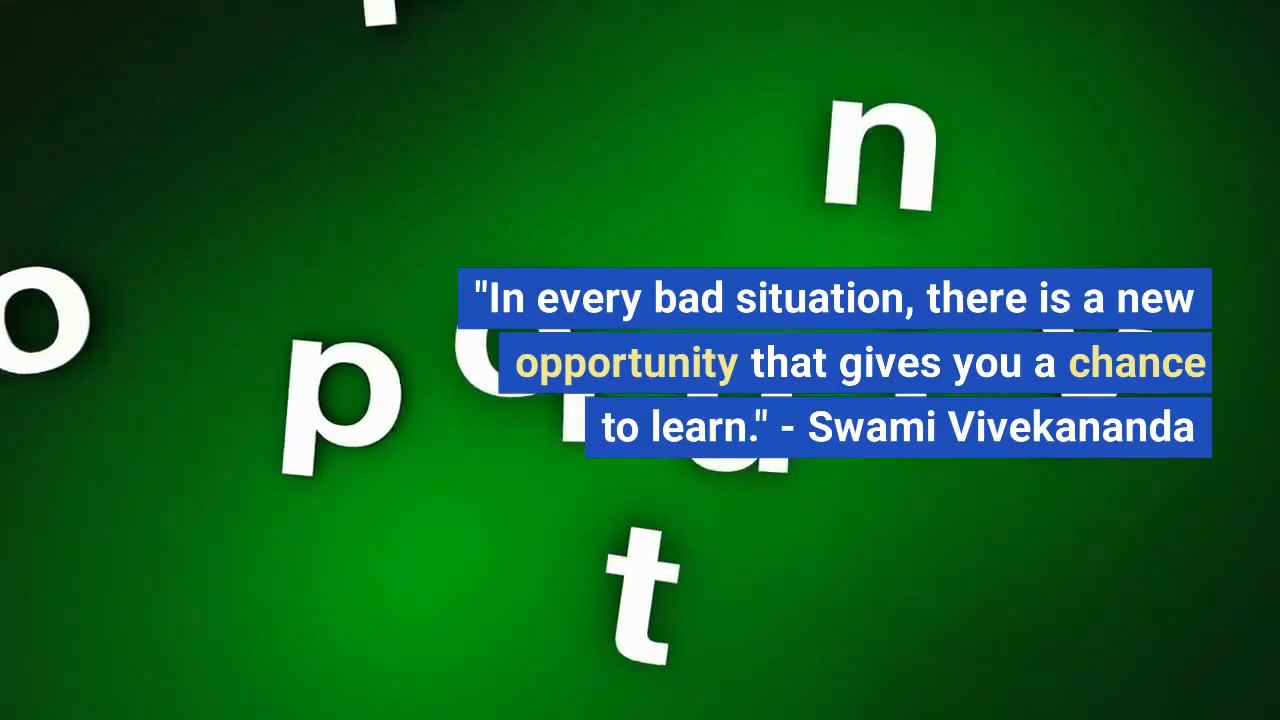 n
o
p
"In every bad situation, there is a new
opportunity that gives you a chance
to learn." - Swami Vivekananda
t